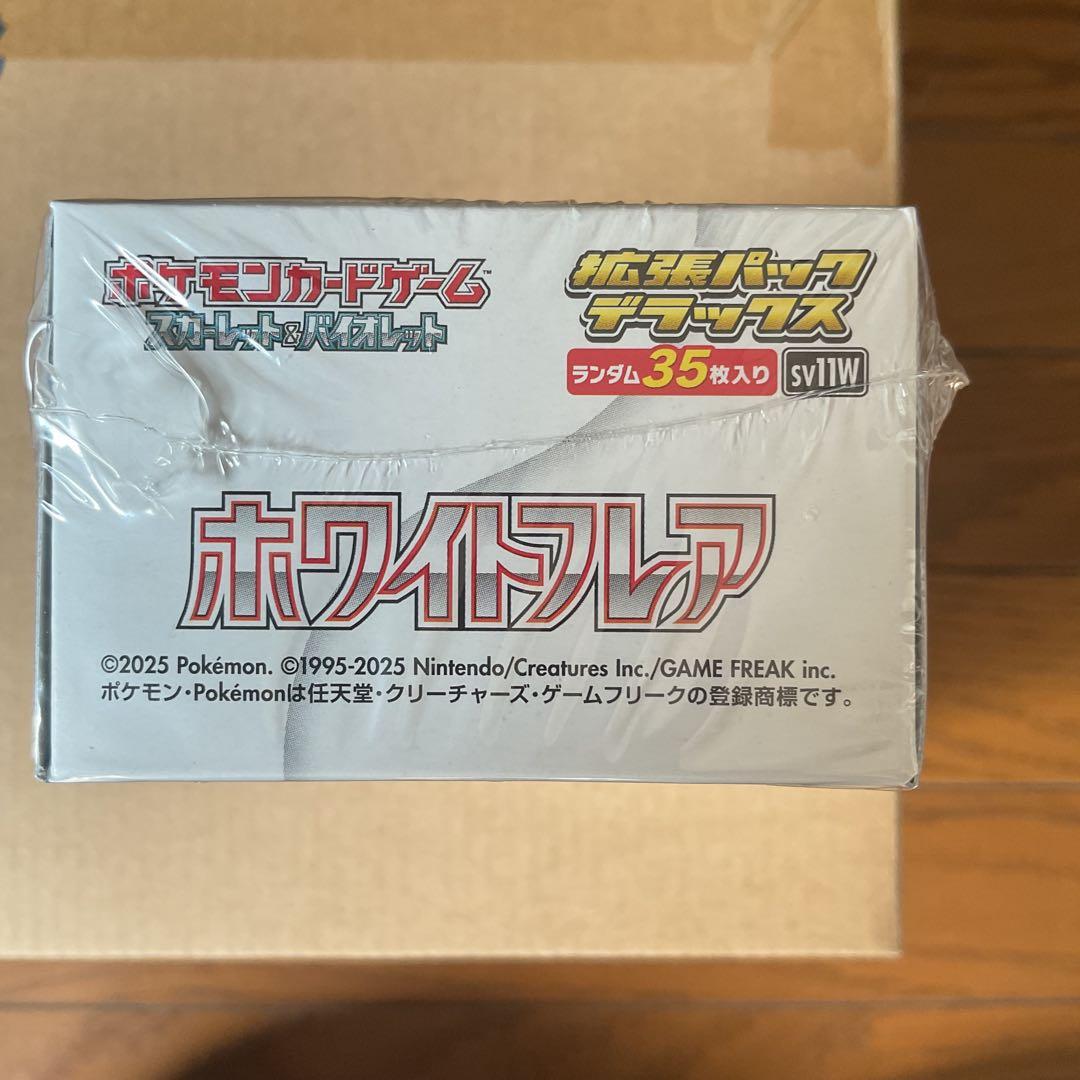 ポケモンカードゲーム™
スカーレット&バイオレット
拡張パック
デラックス
ランダム35枚入り SV11W
ホワイトフレア
©2025 Pokémon. ©1995-2025 Nintendo/Creatures Inc./GAME FREAK inc.
ポケモン・Pokémonは任天堂・クリーチャーズ・ゲームフリークの登録商標です。